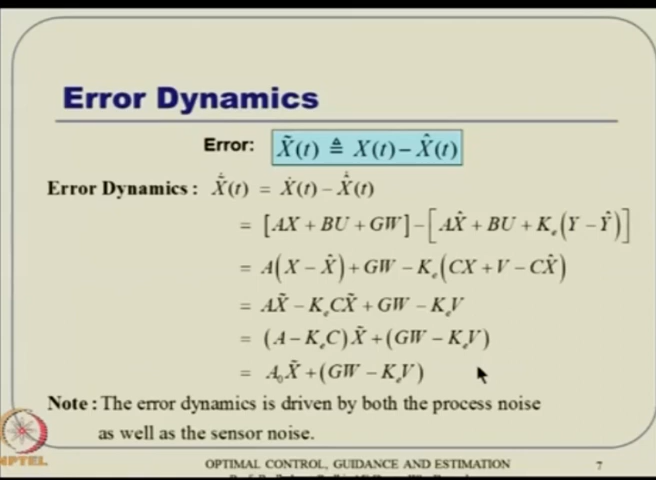 Error Dynamics
Error: X̃(t) ≜ X(t) − X̂(t)
Error Dynamics : X̃̇(t) = Ẋ(t) − X̂̇(t)
= [AX + BU + GW] − [AX̂ + BU + Kₑ(Y − Ŷ)]
= A(X − X̂) + GW − Kₑ(CX + V − CX̂)
= AX̃ − KₑCX̃ + GW − KₑV
= (A − KₑC) X̃ + (GW − KₑV)
= A₀X̃ + (GW − KₑV)
Note : The error dynamics is driven by both the process noise
as well as the sensor noise.
NPTEL
OPTIMAL CONTROL, GUIDANCE AND ESTIMATION 7